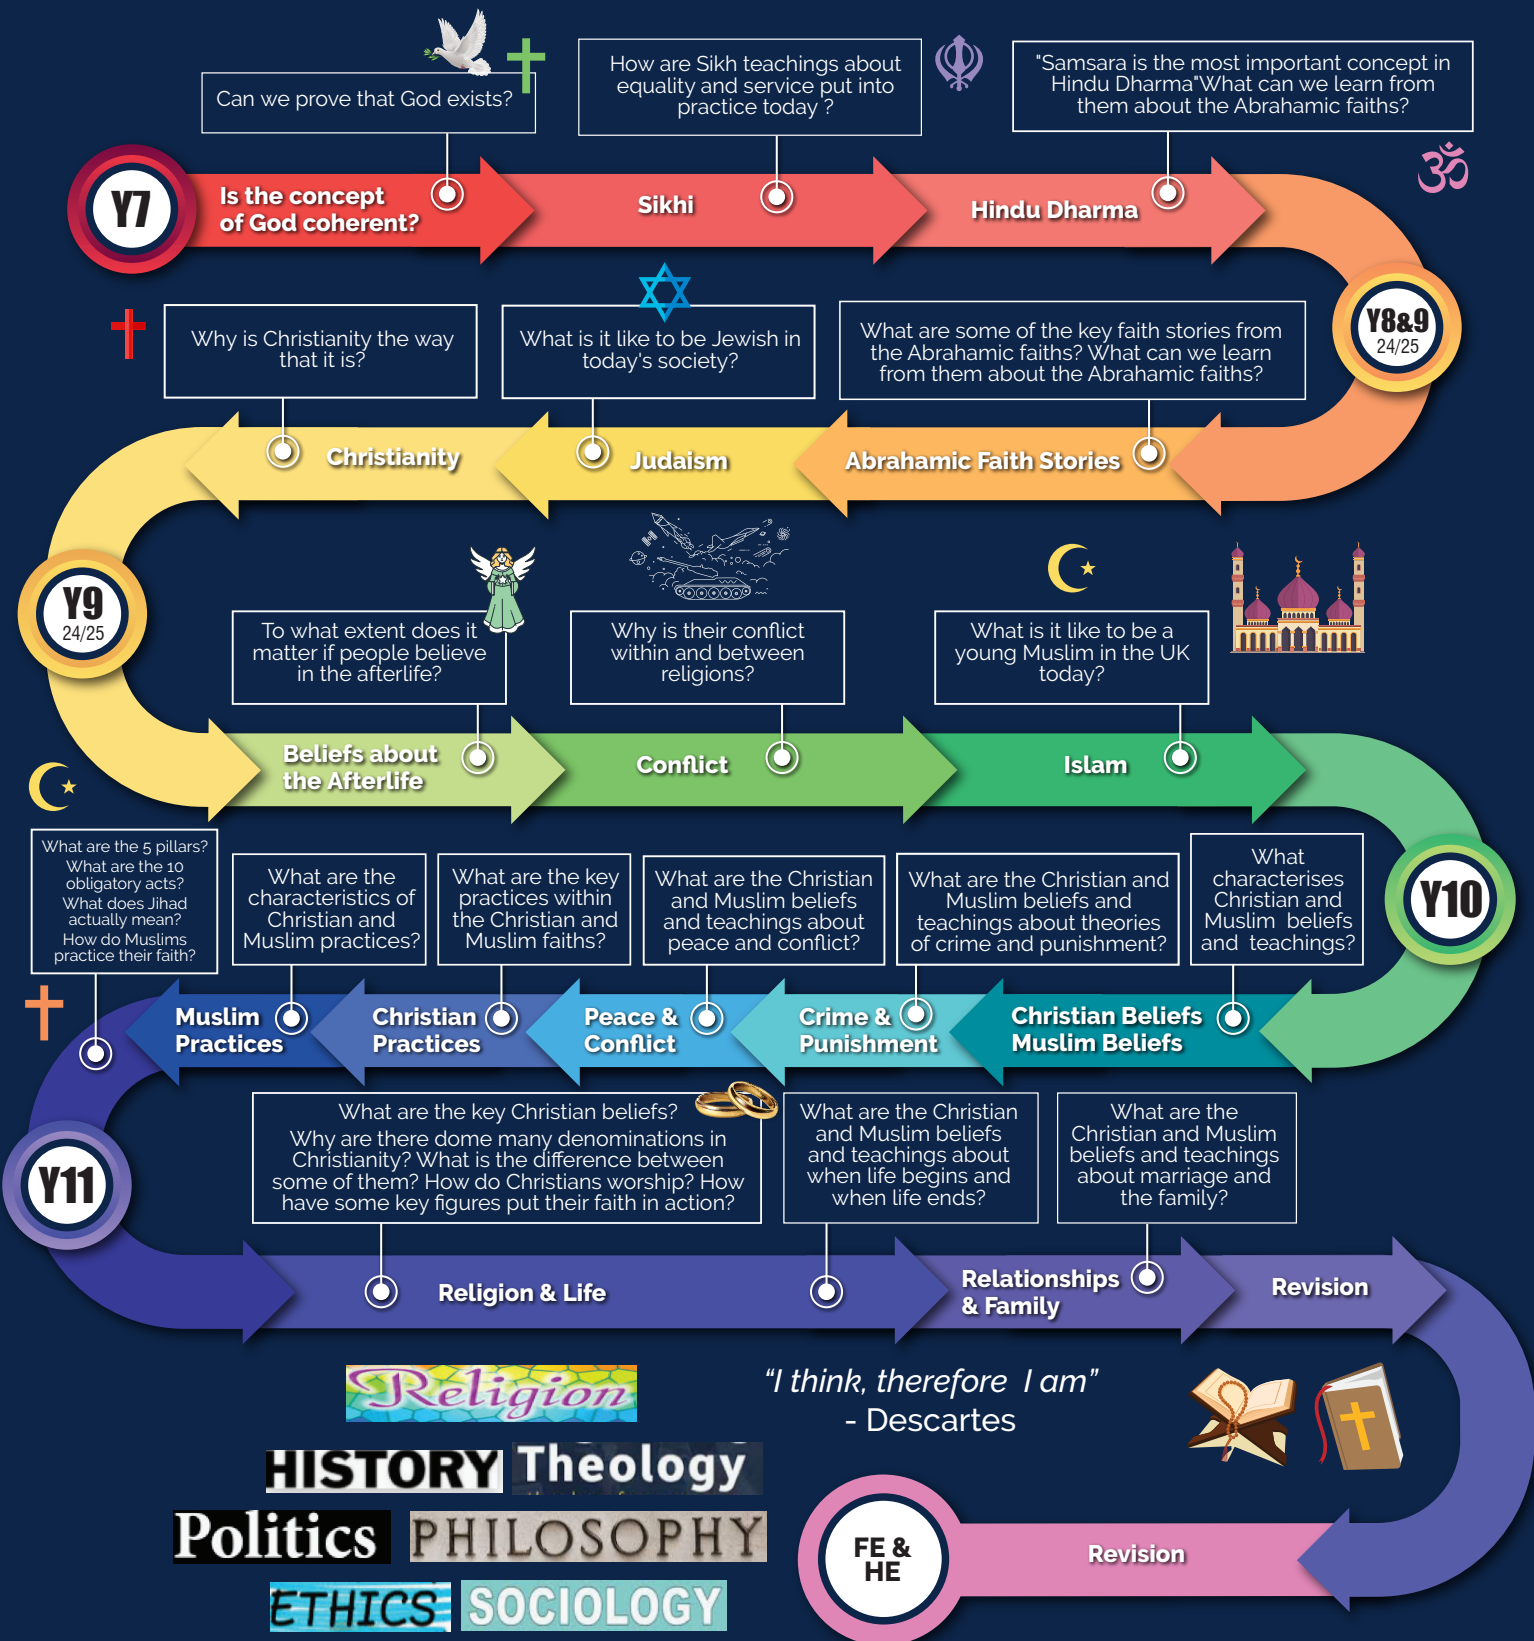 Can we prove that God exists?
How are Sikh teachings about
equality and service put into
practice today ?
"Samsara is the most important concept in
Hindu Dharma"What can we learn from
them about the Abrahamic faiths?
Y7
Is the concept
of God coherent?
Sikhi
Hindu Dharma
ॐ
Y8&9
24/25
Why is Christianity the way
that it is?
What is it like to be Jewish in
today's society?
What are some of the key faith stories from
the Abrahamic faiths? What can we learn
from them about the Abrahamic faiths?
Christianity
Judaism
Abrahamic Faith Stories
Y9
24/25
To what extent does it
matter if people believe
in the afterlife?
Why is their conflict
within and between
religions?
What is it like to be a
young Muslim in the UK
today?
Beliefs about
the Afterlife
Conflict
Islam
Y10
What are the 5 pillars?
What are the 10
obligatory acts?
What does Jihad
actually mean?
How do Muslims
practice their faith?
What are the
characteristics of
Christian and
Muslim practices?
What are the key
practices within
the Christian and
Muslim faiths?
What are the Christian
and Muslim beliefs
and teachings about
peace and conflict?
What are the Christian and
Muslim beliefs and
teachings about theories
of crime and punishment?
What
characterises
Christian and
Muslim beliefs
and teachings?
Muslim
Practices
Christian
Practices
Peace &
Conflict
Crime &
Punishment
Christian Beliefs
Muslim Beliefs
Y11
What are the key Christian beliefs?
Why are there dome many denominations in
Christianity? What is the difference between
some of them? How do Christians worship? How
have some key figures put their faith in action?
What are the Christian
and Muslim beliefs
and teachings about
when life begins and
when life ends?
What are the
Christian and Muslim
beliefs and teachings
about marriage and
the family?
Religion & Life
Relationships
& Family
Revision
Religion
HISTORY
Theology
Politics
PHILOSOPHY
ETHICS
SOCIOLOGY
“I think, therefore I am”
- Descartes
FE &
HE
Revision